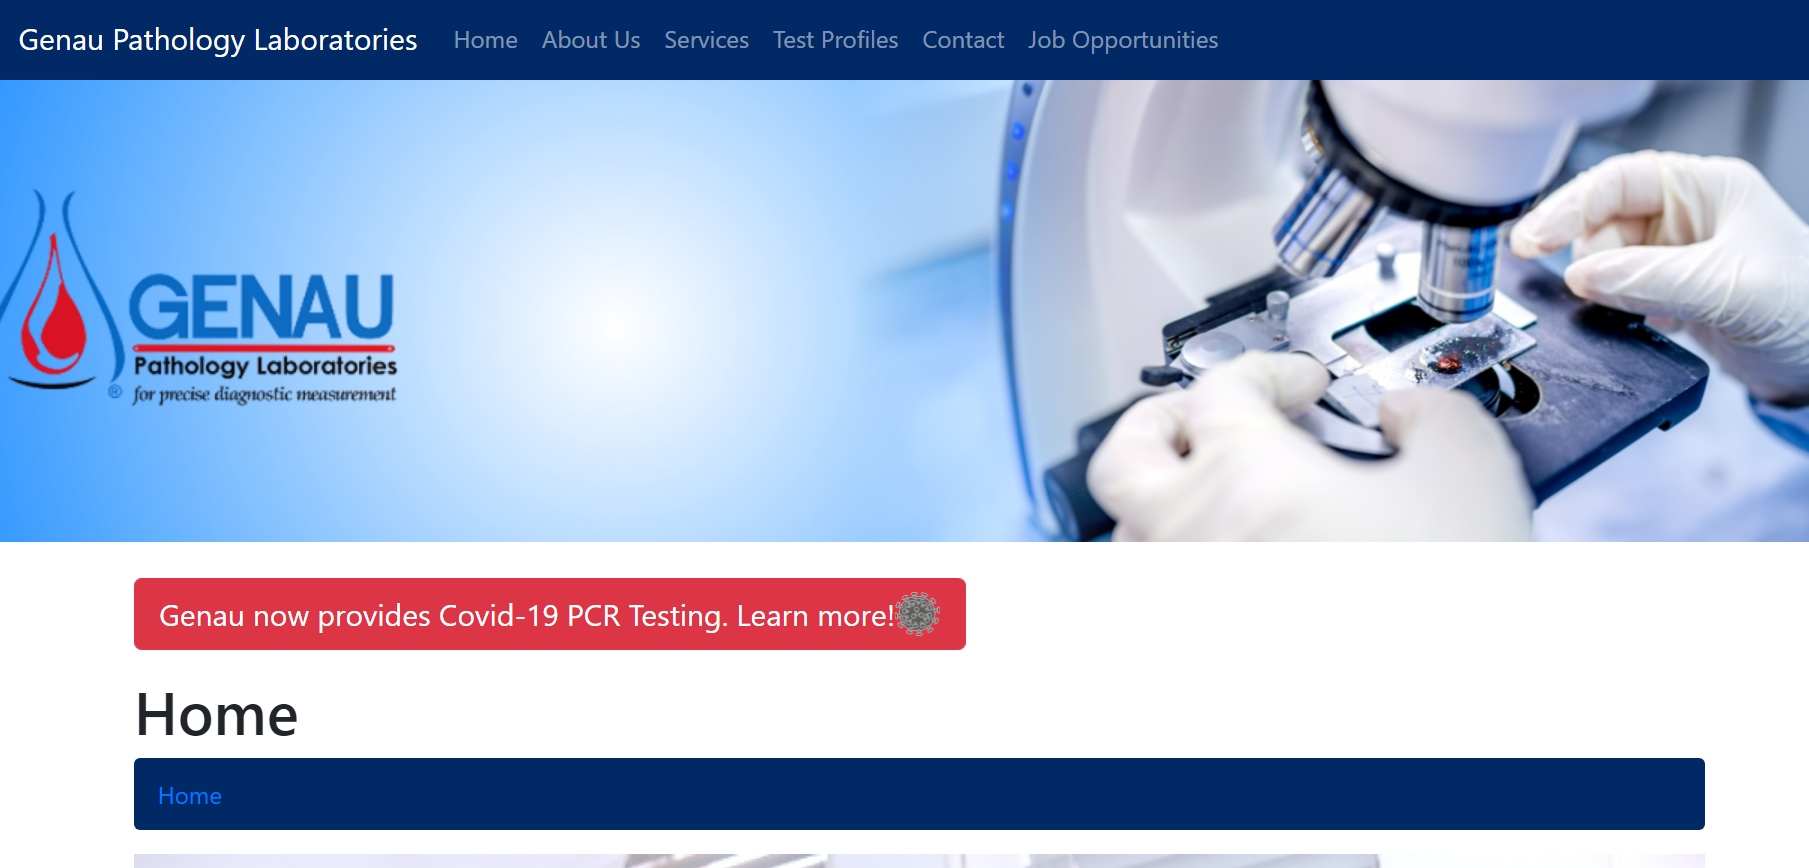 Genau Pathology Laboratories Home About Us Services Test Profiles Contact Job Opportunities
GENAU
Pathology Laboratories
® for precise diagnostic measurement
Genau now provides Covid-19 PCR Testing. Learn more!
Home
Home